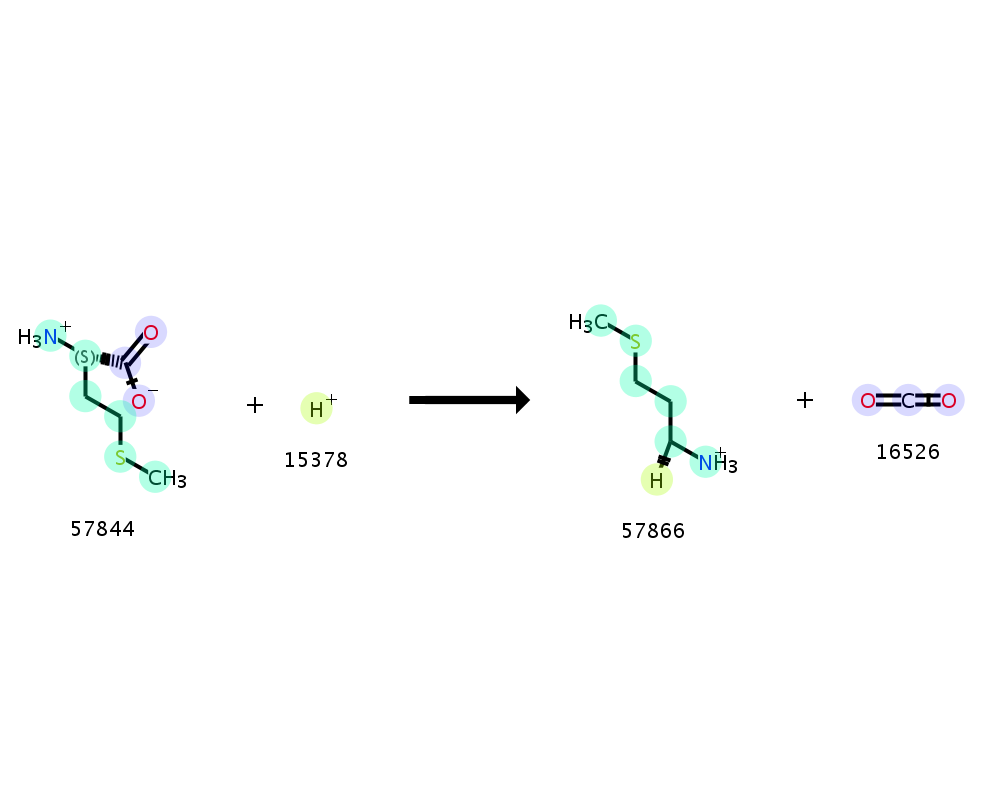 H3N+
(S)
O
O−
S
CH3
57844
+
H+
15378
H3C
S
NH3+
H
57866
+
O C O
16526